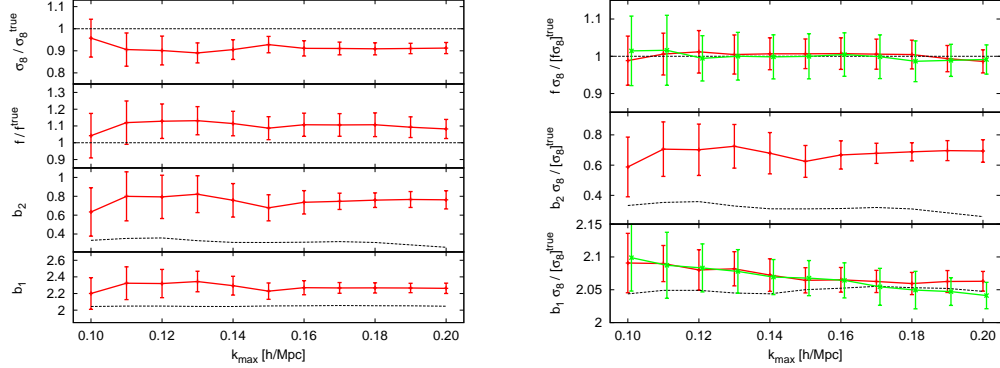 σ8 / σ8^true
1.1
1
0.9
0.8
f / f^true
1.3
1.2
1.1
1
0.9
b2
1
0.8
0.6
0.4
b1
2.6
2.4
2.2
2
0.10 0.12 0.14 0.16 0.18 0.20
kmax [h/Mpc]
f σ8 / [fσ8]^true
1.1
1
0.9
b2 σ8 / [σ8]^true
0.8
0.6
0.4
b1 σ8 / [σ8]^true
2.15
2.1
2.05
2
0.10 0.12 0.14 0.16 0.18 0.20
kmax [h/Mpc]